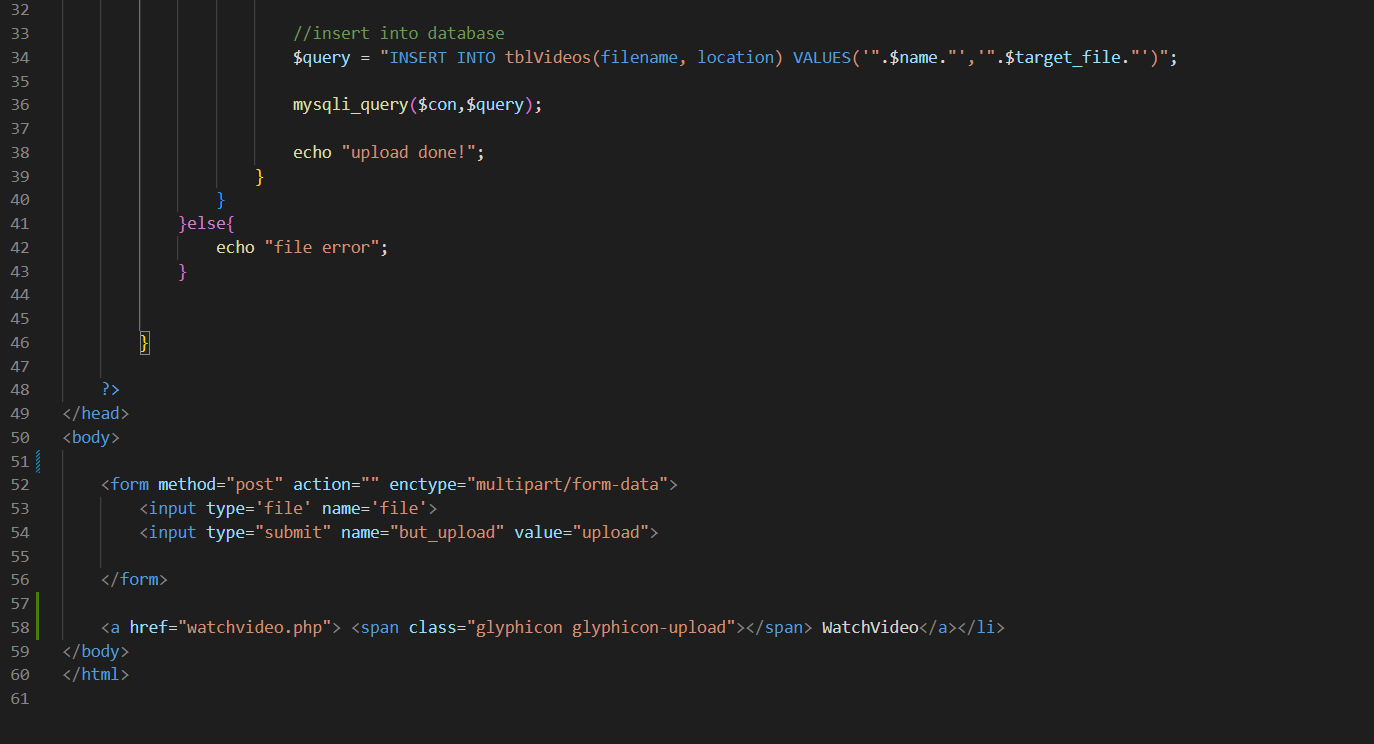 32
33 //insert into database
34 $query = "INSERT INTO tblVideos(filename, location) VALUES('".$name."','".$target_file."')";
35
36 mysqli_query($con,$query);
37
38 echo "upload done!";
39 }
40 }
41 }else{
42 echo "file error";
43 }
44
45
46 }
47
48 ?>
49 </head>
50 <body>
51
52 <form method="post" action="" enctype="multipart/form-data">
53 <input type='file' name='file'>
54 <input type="submit" name="but_upload" value="upload">
55
56 </form>
57
58 <a href="watchvideo.php"> <span class="glyphicon glyphicon-upload"></span> WatchVideo</a></li>
59 </body>
60 </html>
61